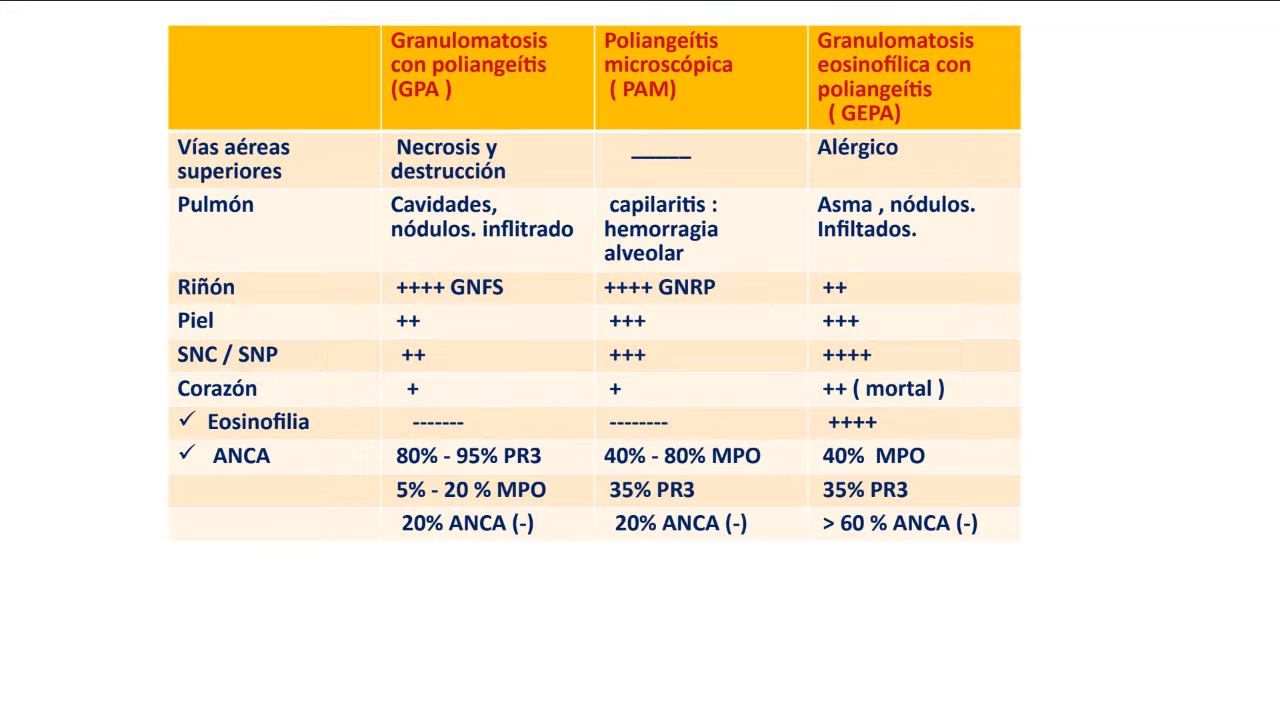 Granulomatosis
con poliangeítis
(GPA )
Poliangeítis
microscópica
( PAM)
Granulomatosis
eosinofílica con
poliangeítis
( GEPA)
Vías aéreas
superiores
Necrosis y
destrucción
_____
Alérgico
Pulmón
Cavidades,
nódulos. inflitrado
capilaritis :
hemorragia
alveolar
Asma , nódulos.
Infiltados.
Riñón
++++ GNFS
++++ GNRP
++
Piel
++
+++
+++
SNC / SNP
++
+++
++++
Corazón
+
+
++ ( mortal )
✓ Eosinofilia
-------
--------
++++
✓ ANCA
80% - 95% PR3
40% - 80% MPO
40% MPO
5% - 20 % MPO
35% PR3
35% PR3
20% ANCA (-)
20% ANCA (-)
> 60 % ANCA (-)